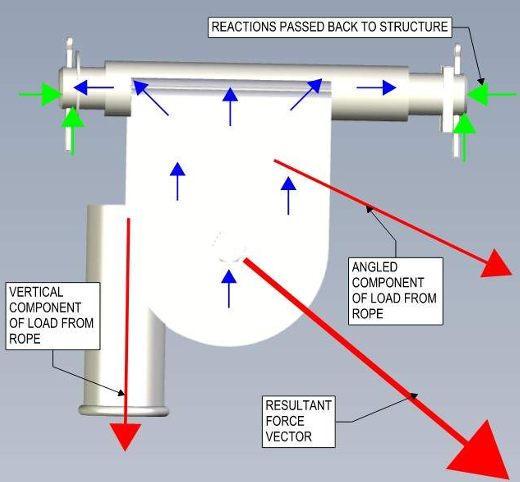 REACTIONS PASSED BACK TO STRUCTURE
ANGLED
COMPONENT
OF LOAD FROM
ROPE
VERTICAL
COMPONENT
OF LOAD FROM
ROPE
RESULTANT
FORCE
VECTOR